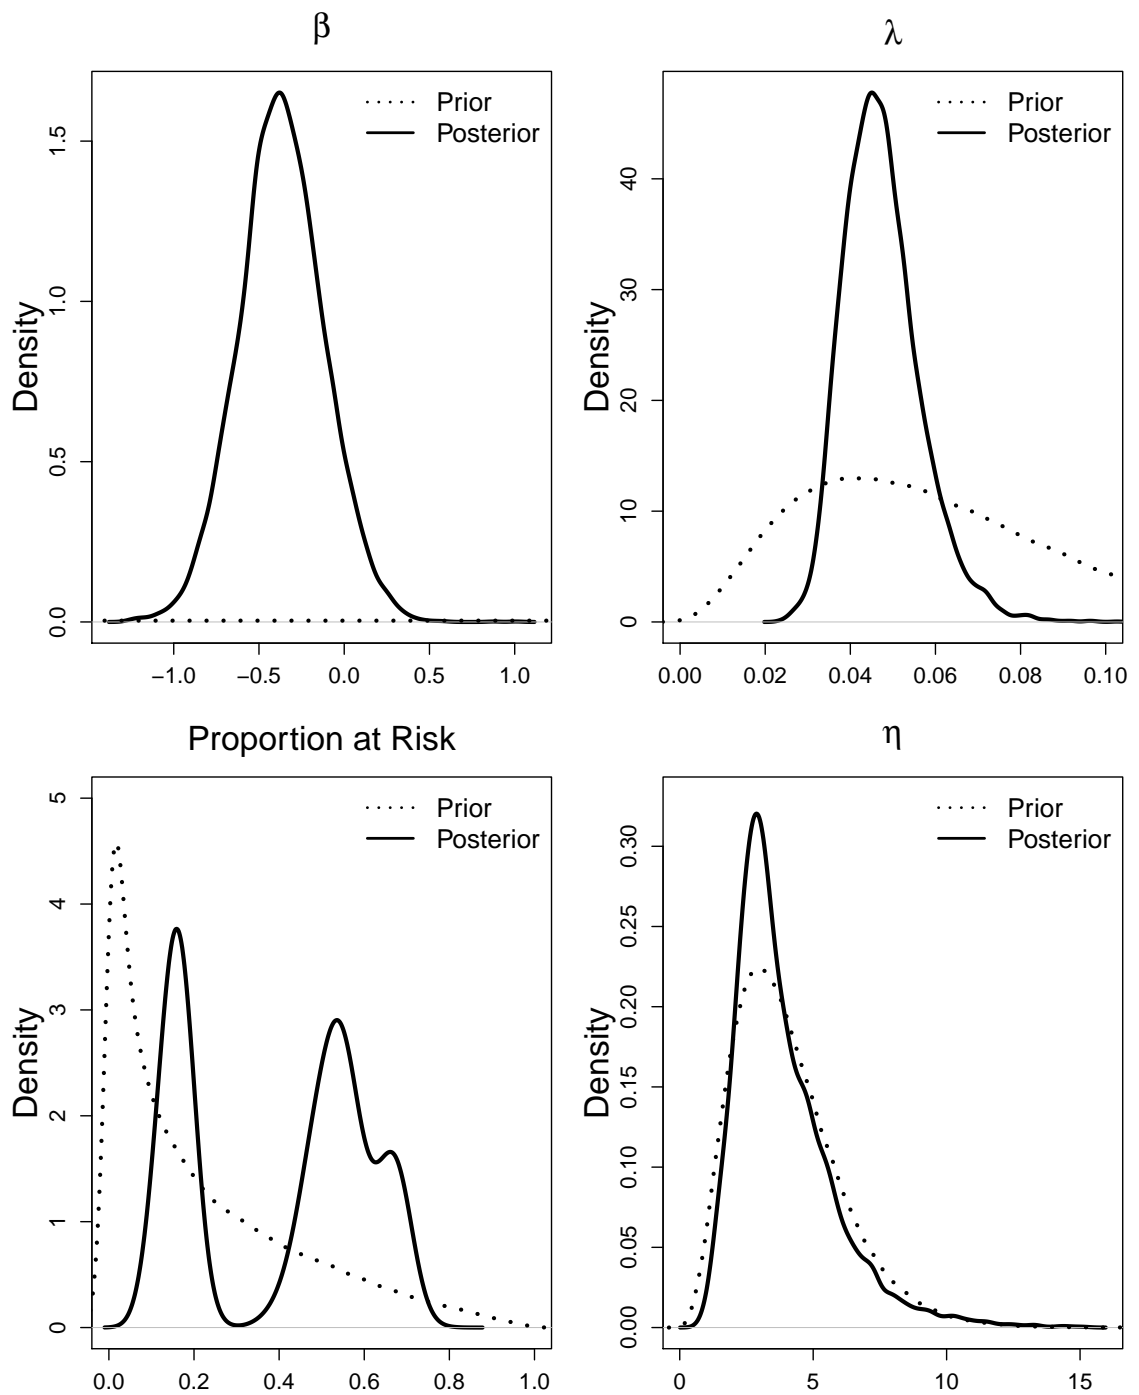 β
Density
0.0 0.5 1.0 1.5
−1.0 −0.5 0.0 0.5 1.0
Prior
Posterior
λ
Density
0 10 20 30 40
0.00 0.02 0.04 0.06 0.08 0.10
Prior
Posterior
Proportion at Risk
Density
0 1 2 3 4 5
0.0 0.2 0.4 0.6 0.8 1.0
Prior
Posterior
η
Density
0.00 0.05 0.10 0.15 0.20 0.25 0.30
0 5 10 15
Prior
Posterior